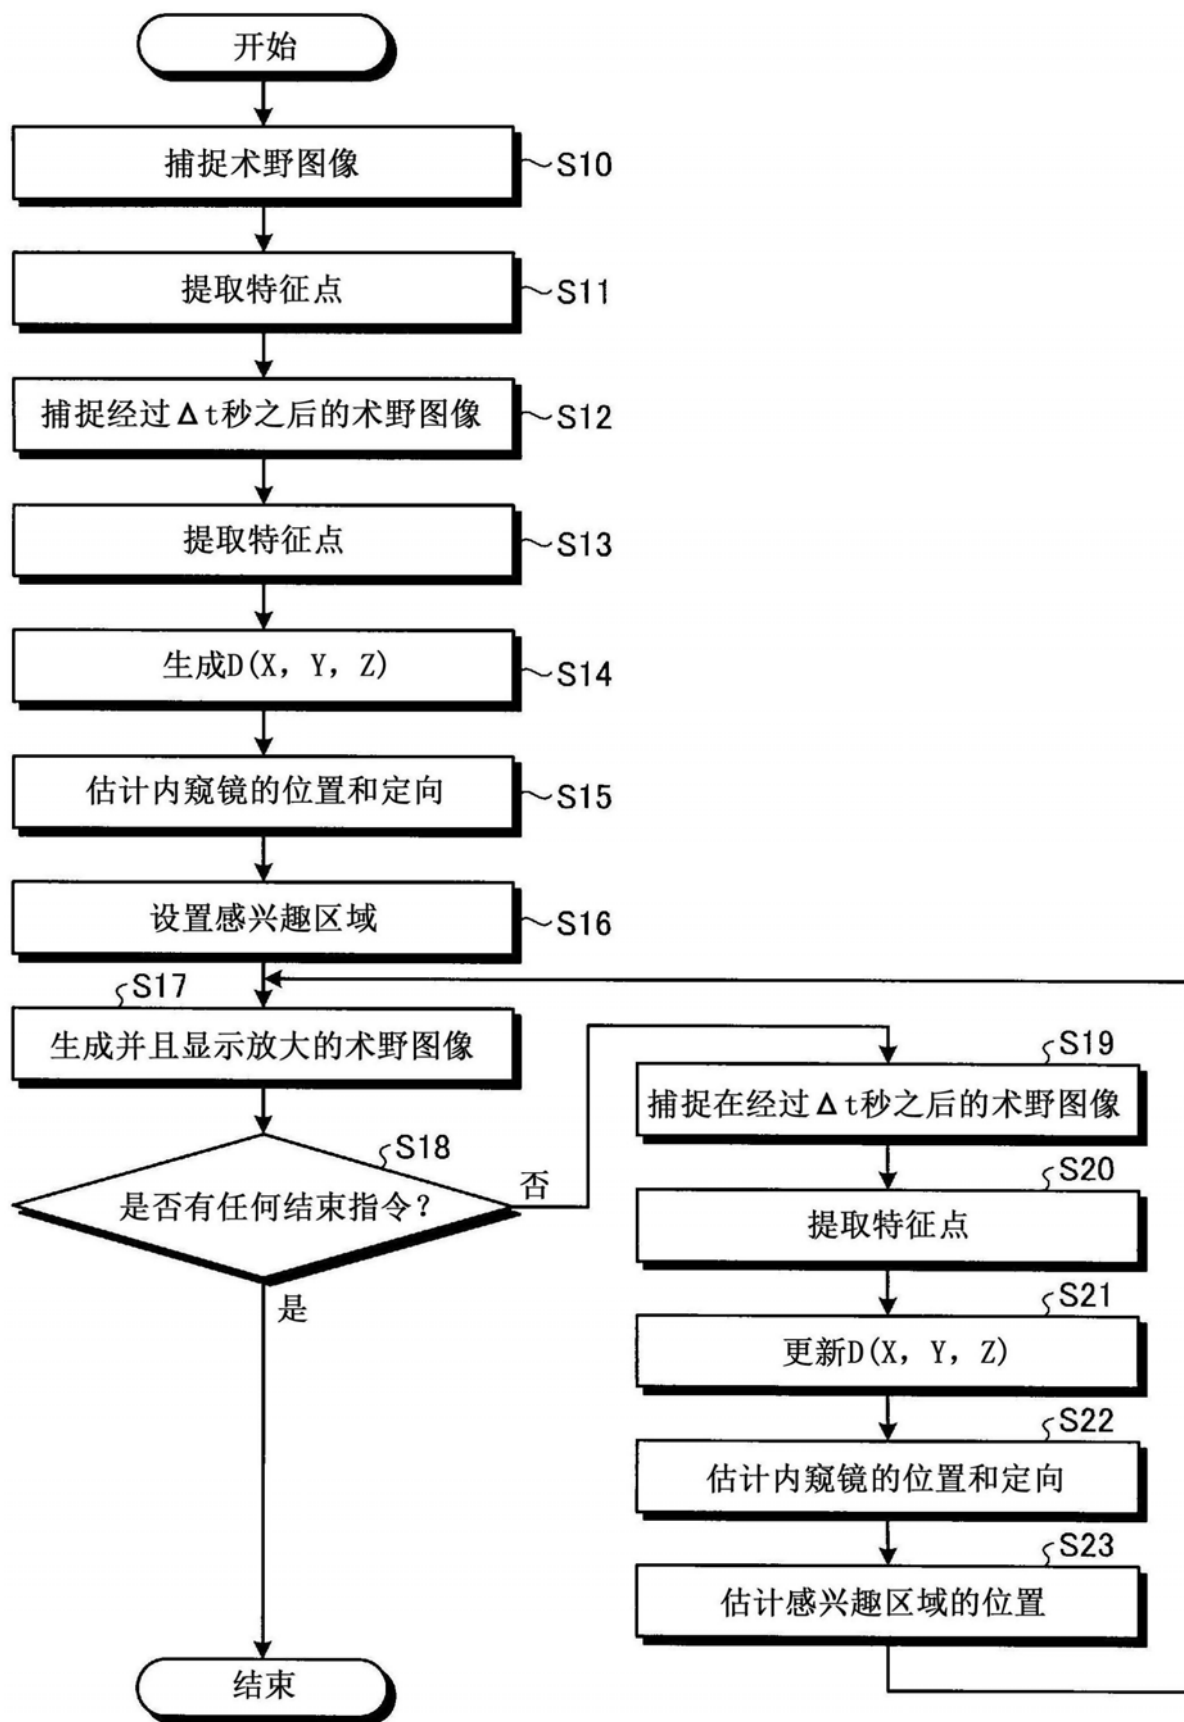 开始
捕捉术野图像
S10
提取特征点
S11
捕捉经过Δt秒之后的术野图像
S12
提取特征点
S13
生成D(X, Y, Z)
S14
估计内窥镜的位置和定向
S15
设置感兴趣区域
S16
S17
生成并且显示放大的术野图像
S18
是否有任何结束指令？
否
是
S19
捕捉在经过Δt秒之后的术野图像
S20
提取特征点
S21
更新D(X, Y, Z)
S22
估计内窥镜的位置和定向
S23
估计感兴趣区域的位置
结束